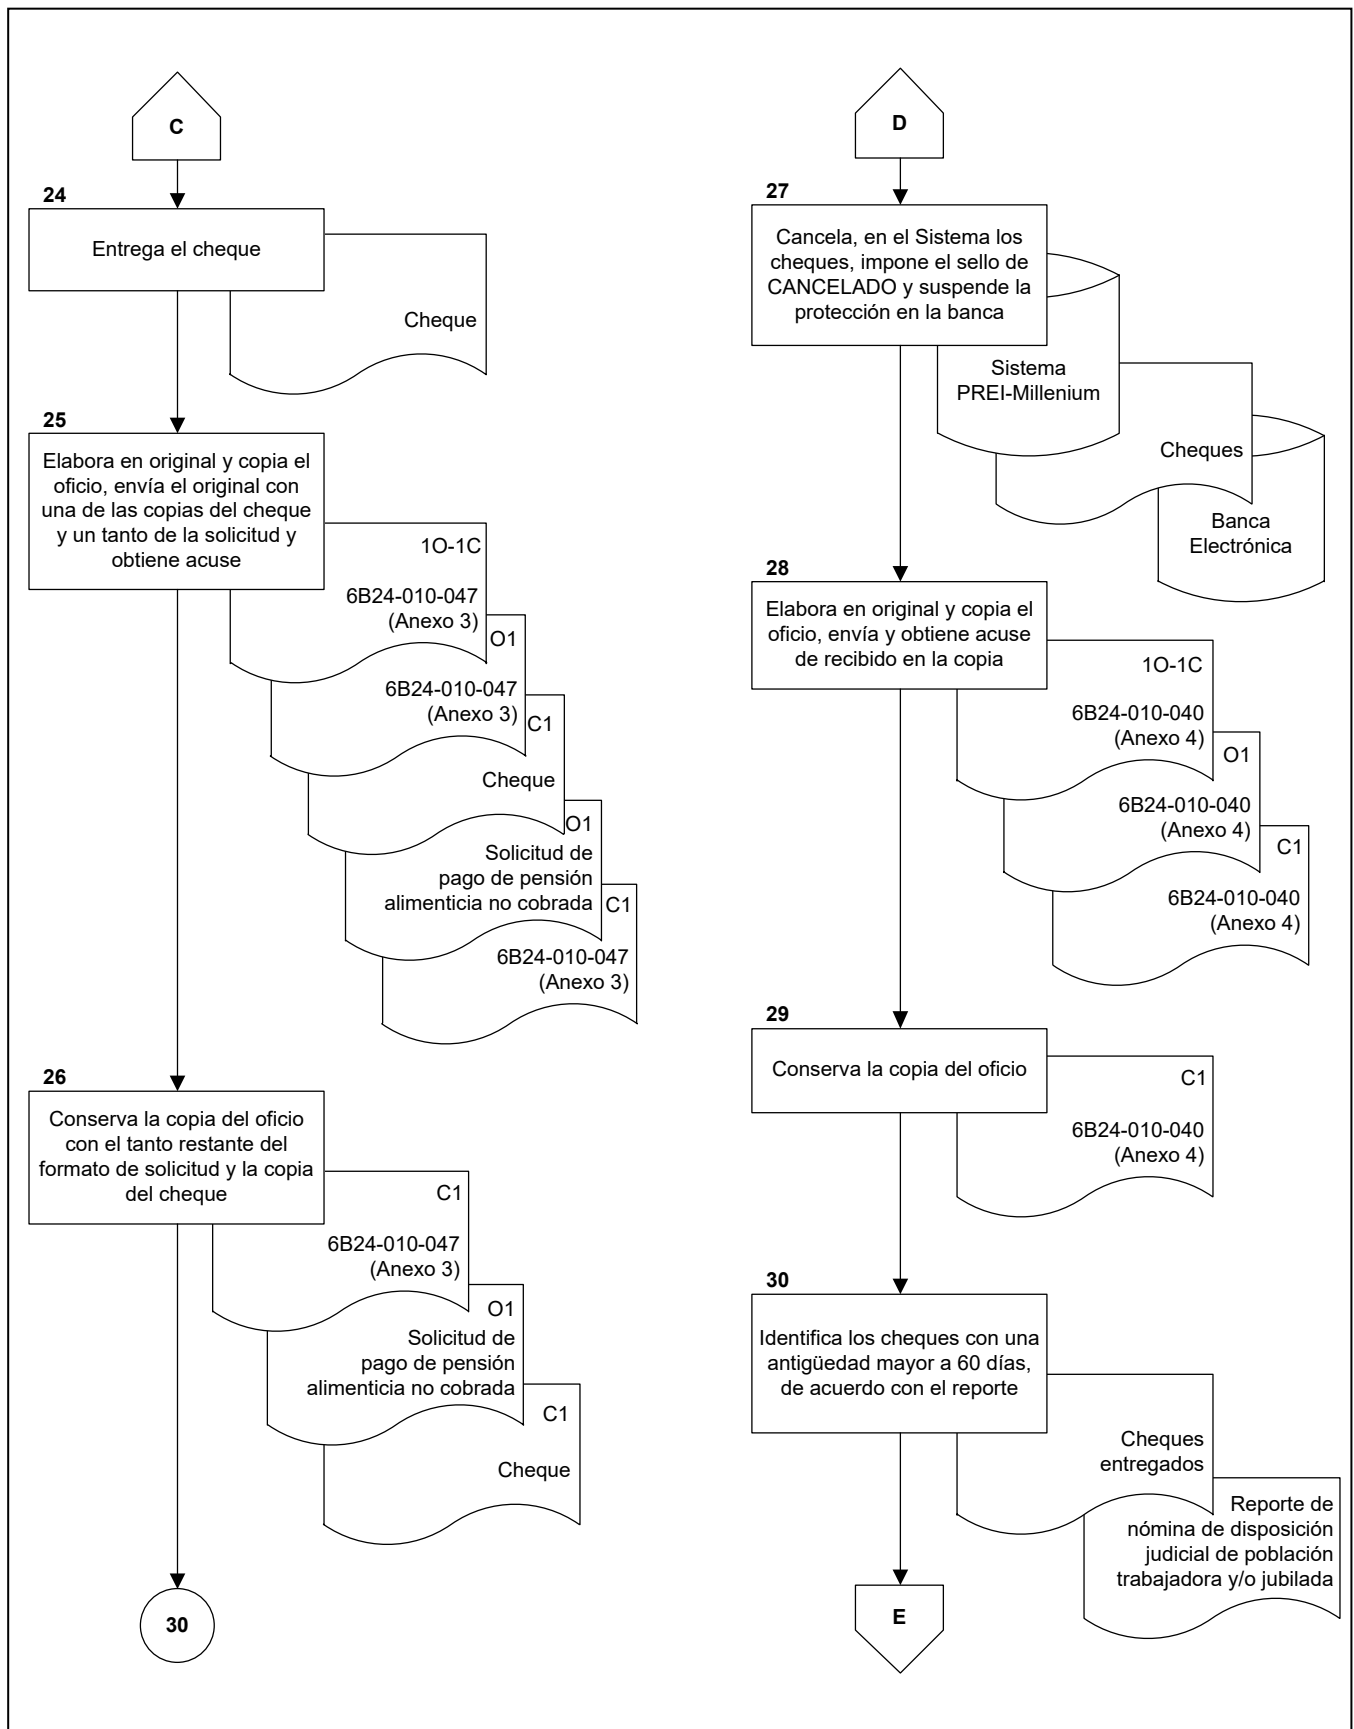 C
24
Entrega el cheque
Cheque
25
Elabora en original y copia el
oficio, envía el original con
una de las copias del cheque
y un tanto de la solicitud y
obtiene acuse
1O-1C
6B24-010-047
(Anexo 3)
O1
6B24-010-047
(Anexo 3)
C1
Cheque
O1
Solicitud de
pago de pensión
alimenticia no cobrada
C1
6B24-010-047
(Anexo 3)
26
Conserva la copia del oficio
con el tanto restante del
formato de solicitud y la copia
del cheque
C1
6B24-010-047
(Anexo 3)
O1
Solicitud de
pago de pensión
alimenticia no cobrada
C1
Cheque
30
D
27
Cancela, en el Sistema los
cheques, impone el sello de
CANCELADO y suspende la
protección en la banca
Sistema
PREI-Millenium
Cheques
Banca
Electrónica
28
Elabora en original y copia el
oficio, envía y obtiene acuse
de recibido en la copia
1O-1C
6B24-010-040
(Anexo 4)
O1
6B24-010-040
(Anexo 4)
C1
6B24-010-040
(Anexo 4)
29
Conserva la copia del oficio
C1
6B24-010-040
(Anexo 4)
30
Identifica los cheques con una
antigüedad mayor a 60 días,
de acuerdo con el reporte
Cheques
entregados
Reporte de
nómina de disposición
judicial de población
trabajadora y/o jubilada
E